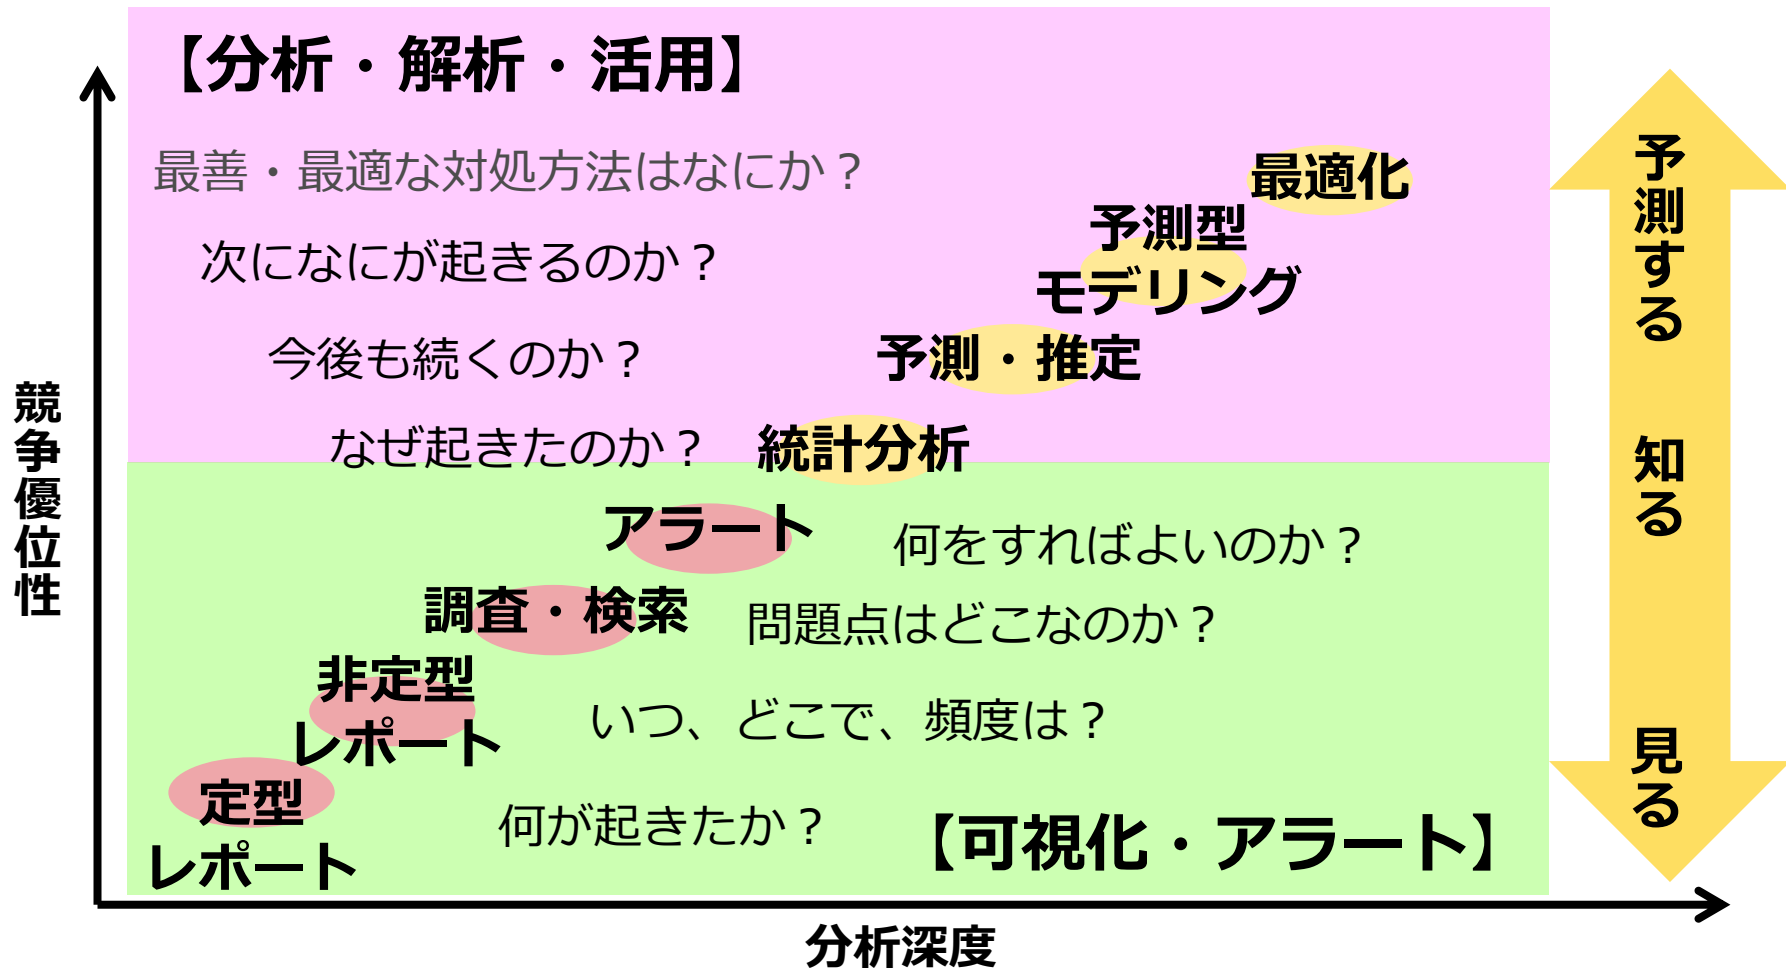 【分析・解析・活用】
最善・最適な対処方法はなにか？
最適化
次になにが起きるのか？
予測型
モデリング
今後も続くのか？
予測・推定
なぜ起きたのか？
統計分析
アラート
何をすればよいのか？
調査・検索
問題点はどこなのか？
非定型
レポート
いつ、どこで、頻度は？
定型
レポート
何が起きたか？
【可視化・アラート】
競争優位性
分析深度
予測する
知る
見る